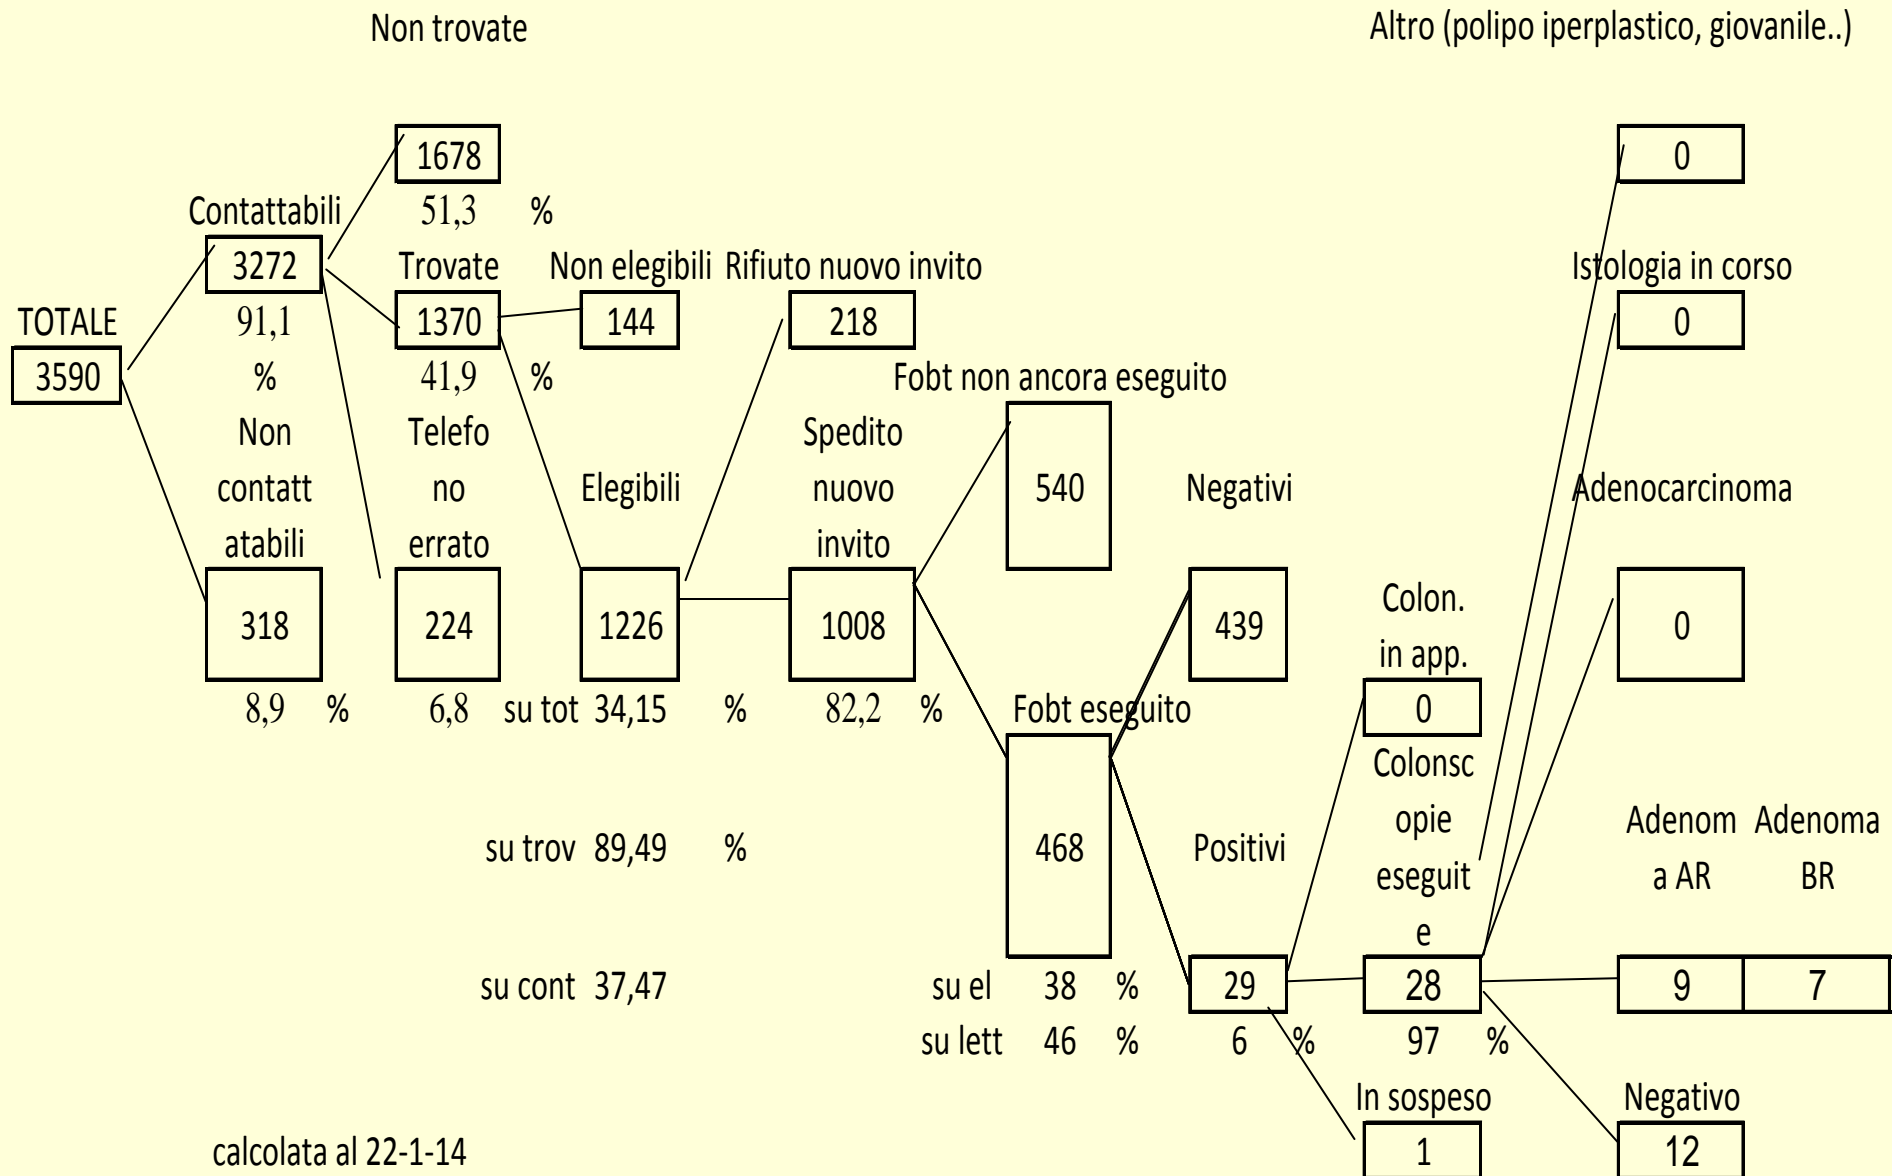 Non trovate
Altro (polipo iperplastico, giovanile..)
1678
0
Contattabili
51,3 %
3272
Trovate
Non elegibili
Rifiuto nuovo invito
Istologia in corso
TOTALE
91,1
1370
144
218
0
3590
%
41,9 %
Fobt non ancora eseguito
Non
contatt
atabili
Telefo
no
errato
Elegibili
Spedito
nuovo
invito
540
Negativi
Adenocarcinoma
318
224
1226
1008
439
Colon.
in app.
0
8,9 %
6,8
su tot 34,15 %
82,2 %
Fobt eseguito
0
Colonsc
opie
eseguit
e
su trov 89,49 %
468
Positivi
Adenom
a AR
Adenoma
BR
su cont 37,47
su el 38 %
29
28
9
7
su lett 46 %
6 %
97 %
In sospeso
Negativo
calcolata al 22-1-14
1
12